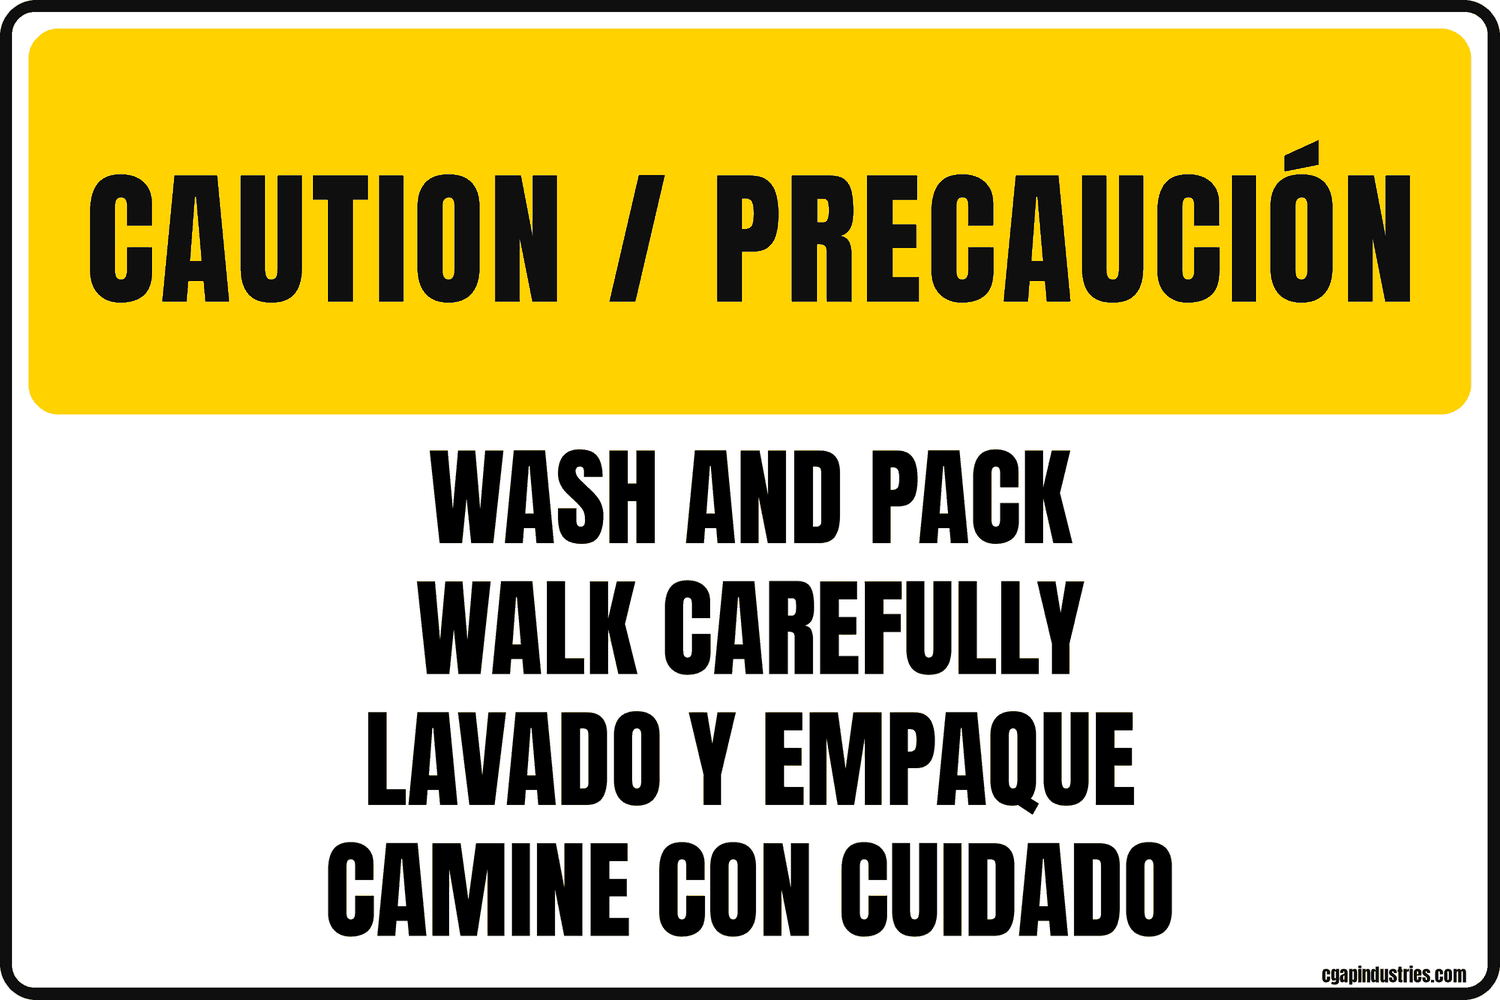 CAUTION / PRECAUCIÓN
WASH AND PACK
WALK CAREFULLY
LAVADO Y EMPAQUE
CAMINE CON CUIDADO
cgapindustries.com